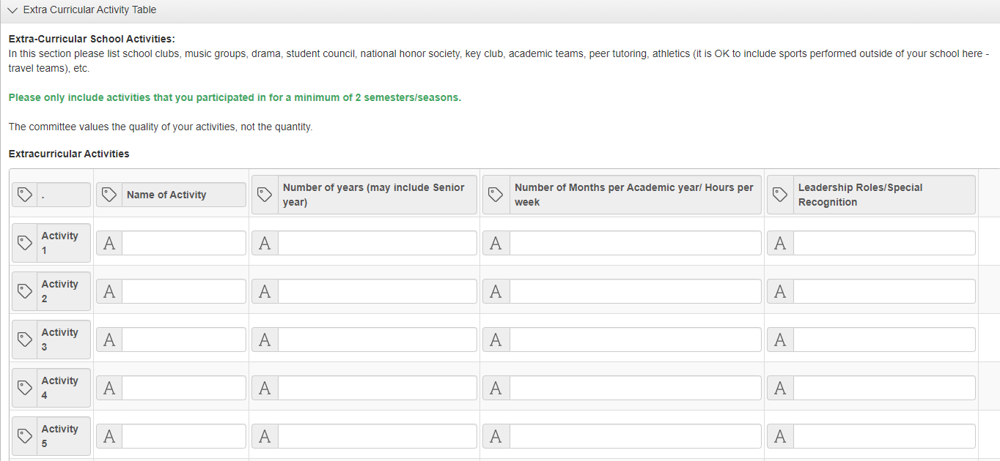 Extra Curricular Activity Table
Extra-Curricular School Activities:
In this section please list school clubs, music groups, drama, student council, national honor society, key club, academic teams, peer tutoring, athletics (it is OK to include sports performed outside of your school here -
travel teams), etc.
Please only include activities that you participated in for a minimum of 2 semesters/seasons.
The committee values the quality of your activities, not the quantity.
Extracurricular Activities
.
Name of Activity
Number of years (may include Senior
year)
Number of Months per Academic year/ Hours per
week
Leadership Roles/Special
Recognition
Activity
1
A A A A
Activity
2
A A A A
Activity
3
A A A A
Activity
4
A A A A
Activity
5
A A A A